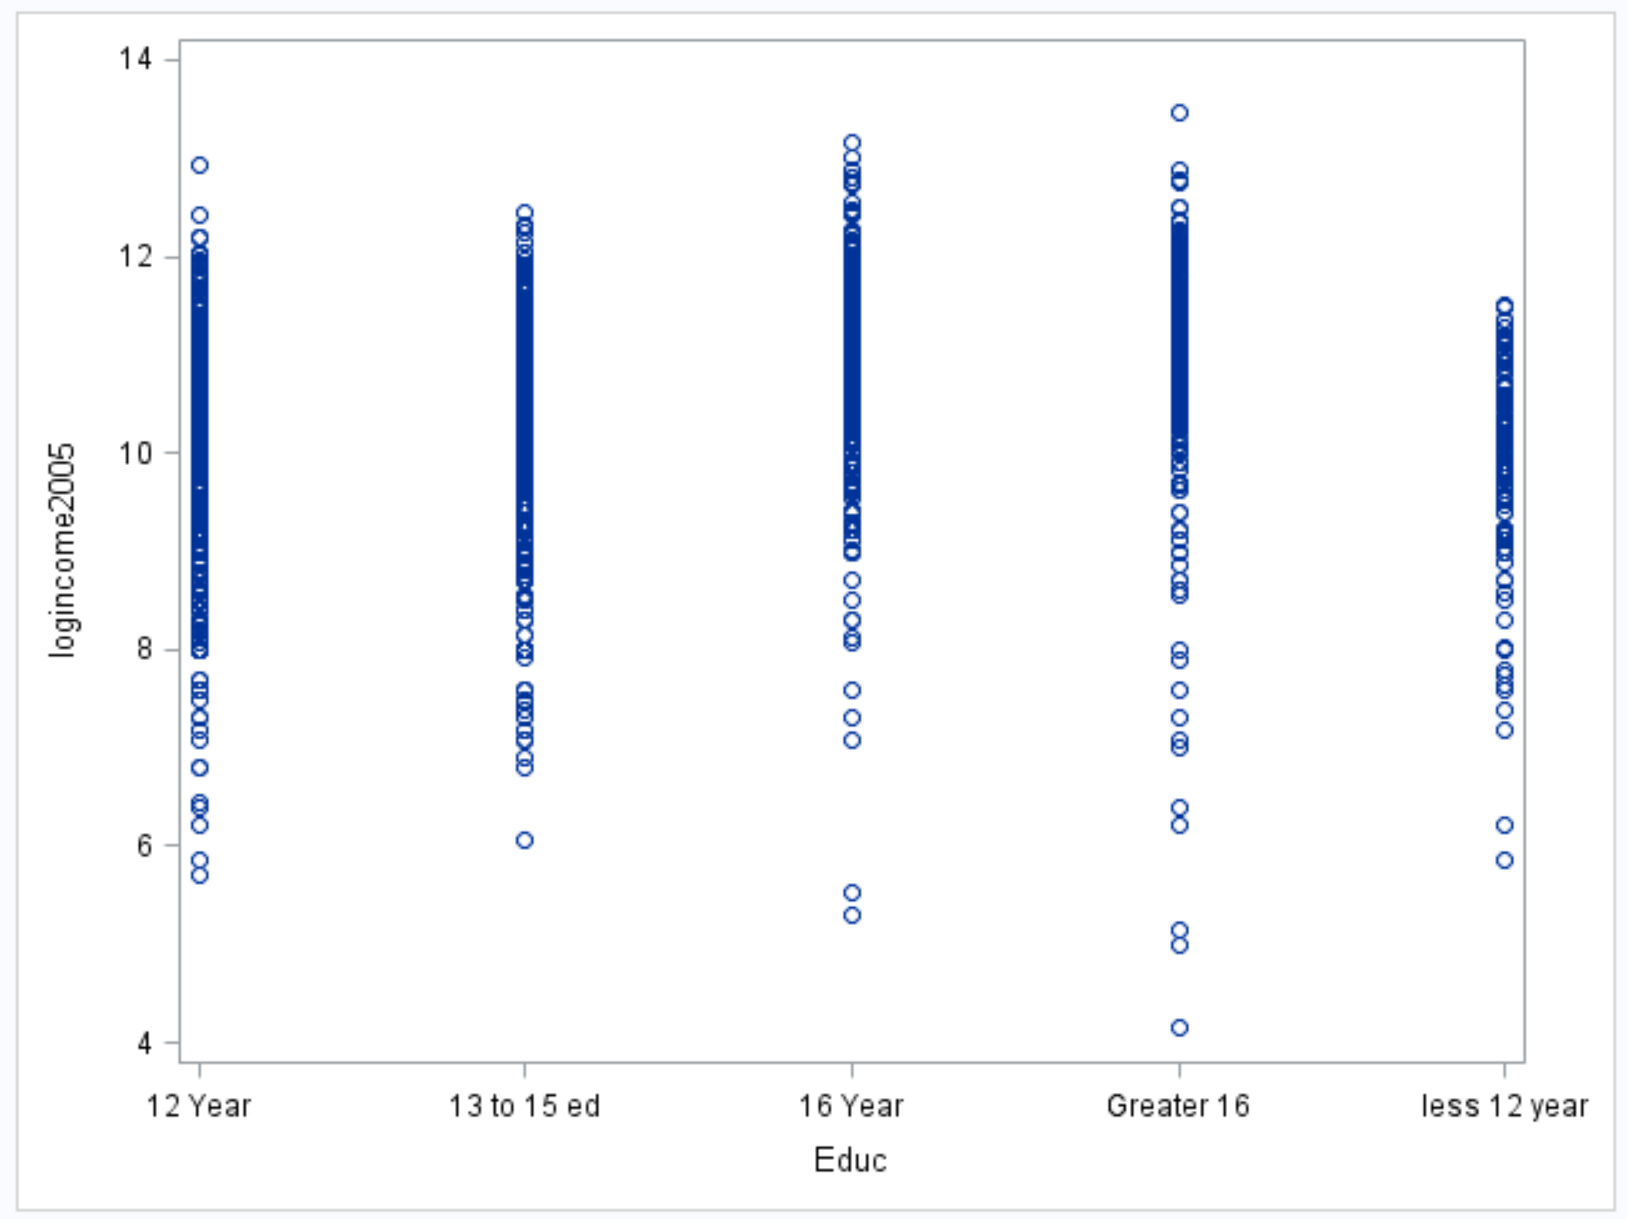 14
12
10
8
6
4
logincome2005
12 Year
13 to 15 ed
16 Year
Greater 16
less 12 year
Educ